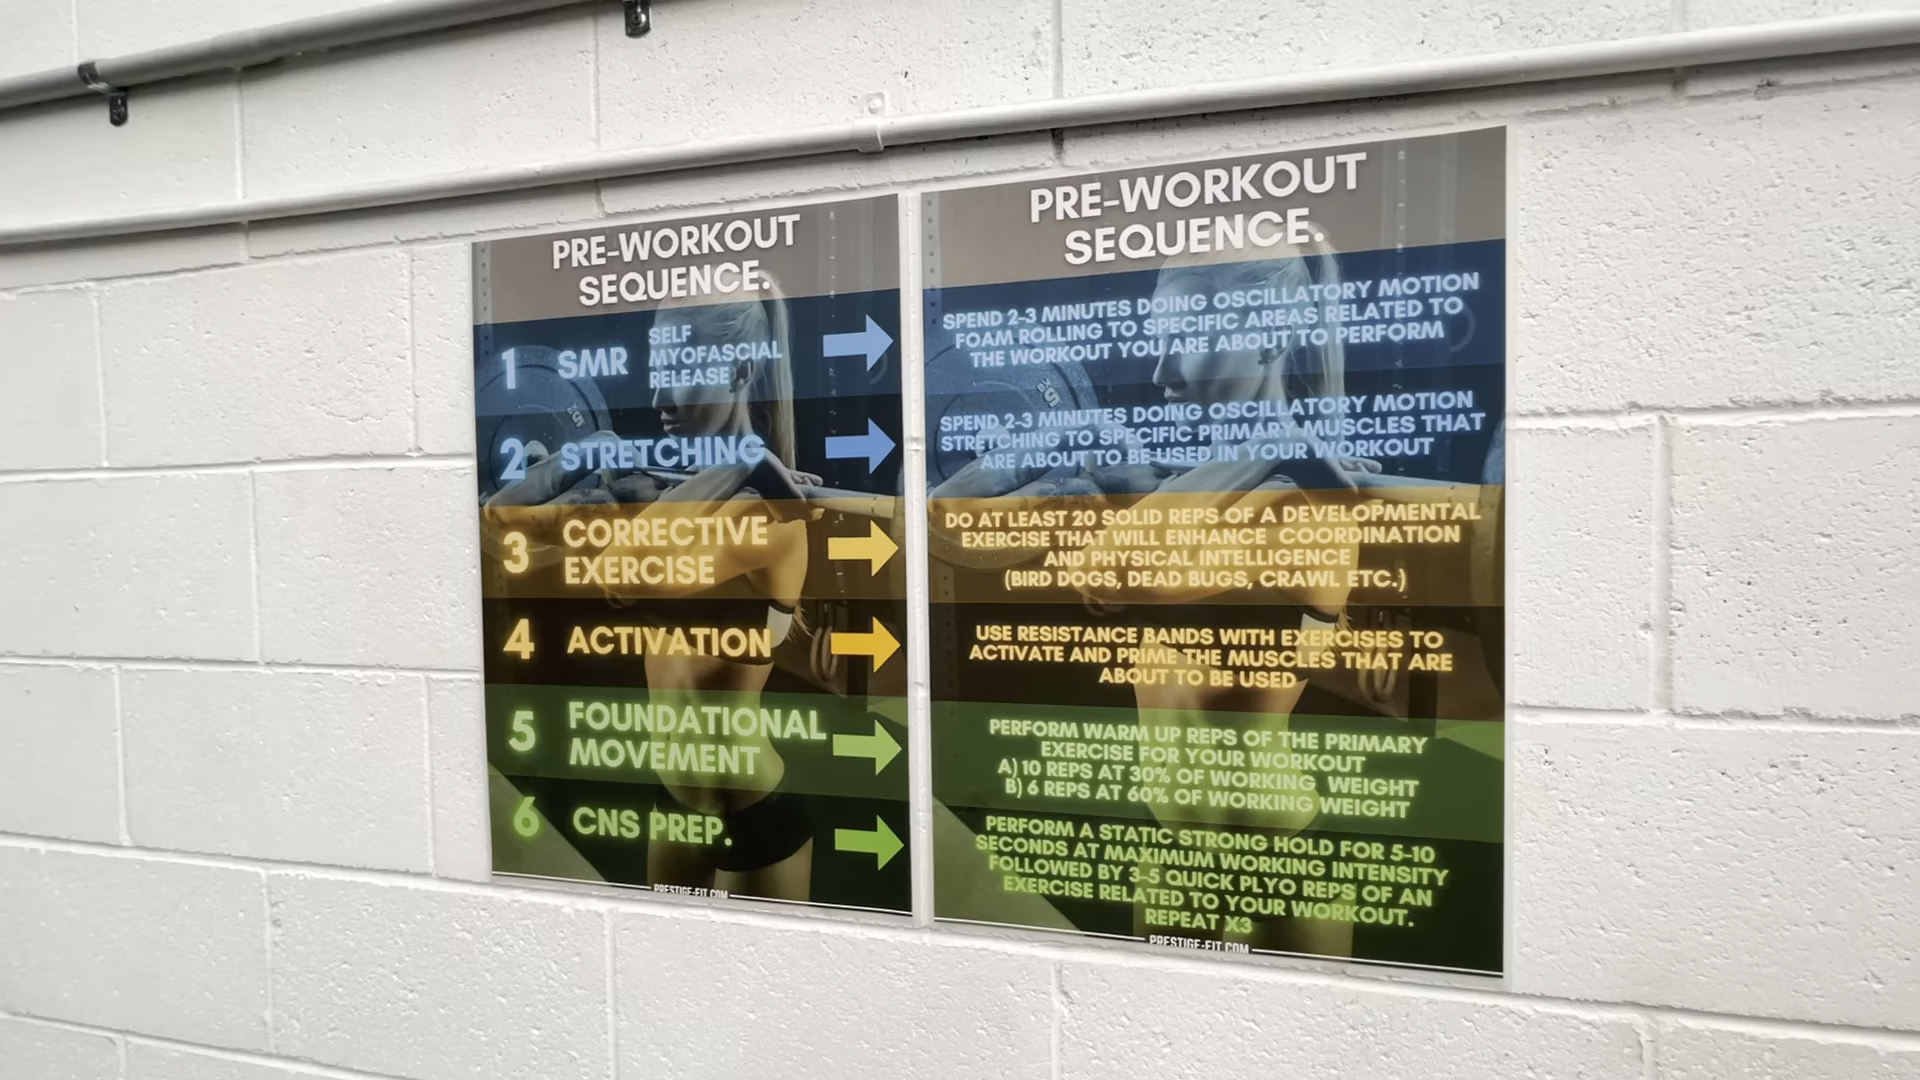 PRE-WORKOUT
SEQUENCE.
1 SMR SELF
MYOFASCIAL
RELEASE
2 STRETCHING
3 CORRECTIVE
EXERCISE
4 ACTIVATION
5 FOUNDATIONAL
MOVEMENT
6 CNS PREP.
PRESTIGE-FIT.COM
PRE-WORKOUT
SEQUENCE.
SPEND 2-3 MINUTES DOING OSCILLATORY MOTION
FOAM ROLLING TO SPECIFIC AREAS RELATED TO
THE WORKOUT YOU ARE ABOUT TO PERFORM
SPEND 2-3 MINUTES DOING OSCILLATORY MOTION
STRETCHING TO SPECIFIC PRIMARY MUSCLES THAT
ARE ABOUT TO BE USED IN YOUR WORKOUT
DO AT LEAST 20 SOLID REPS OF A DEVELOPMENTAL
EXERCISE THAT WILL ENHANCE COORDINATION
AND PHYSICAL INTELLIGENCE
(BIRD DOGS, DEAD BUGS, CRAWL ETC.)
USE RESISTANCE BANDS WITH EXERCISES TO
ACTIVATE AND PRIME THE MUSCLES THAT ARE
ABOUT TO BE USED
PERFORM WARM UP REPS OF THE PRIMARY
EXERCISE FOR YOUR WORKOUT
A) 10 REPS AT 30% OF WORKING WEIGHT
B) 6 REPS AT 60% OF WORKING WEIGHT
PERFORM A STATIC STRONG HOLD FOR 5-10
SECONDS AT MAXIMUM WORKING INTENSITY
FOLLOWED BY 3-5 QUICK PLYO REPS OF AN
EXERCISE RELATED TO YOUR WORKOUT.
REPEAT X3
PRESTIGE-FIT.COM